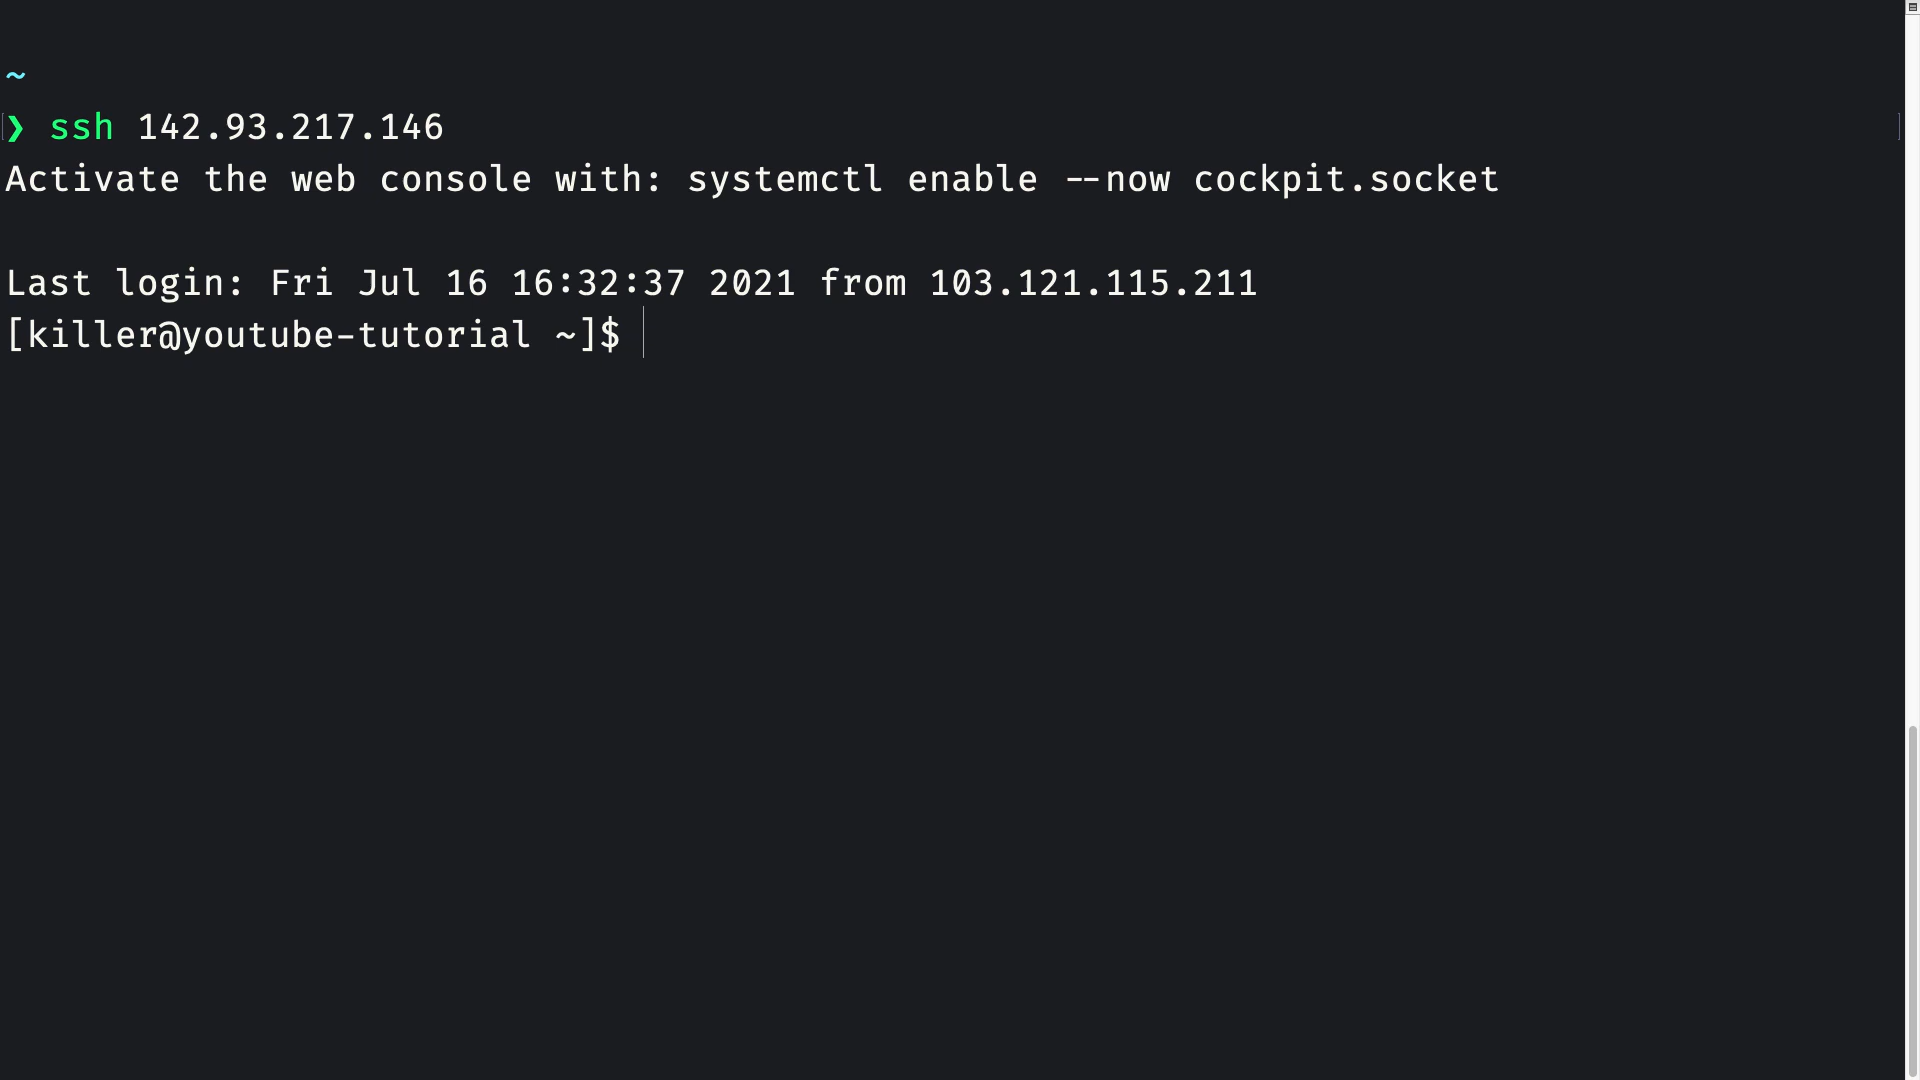 ~
❯ ssh 142.93.217.146
Activate the web console with: systemctl enable --now cockpit.socket
Last login: Fri Jul 16 16:32:37 2021 from 103.121.115.211
[killer@youtube-tutorial ~]$